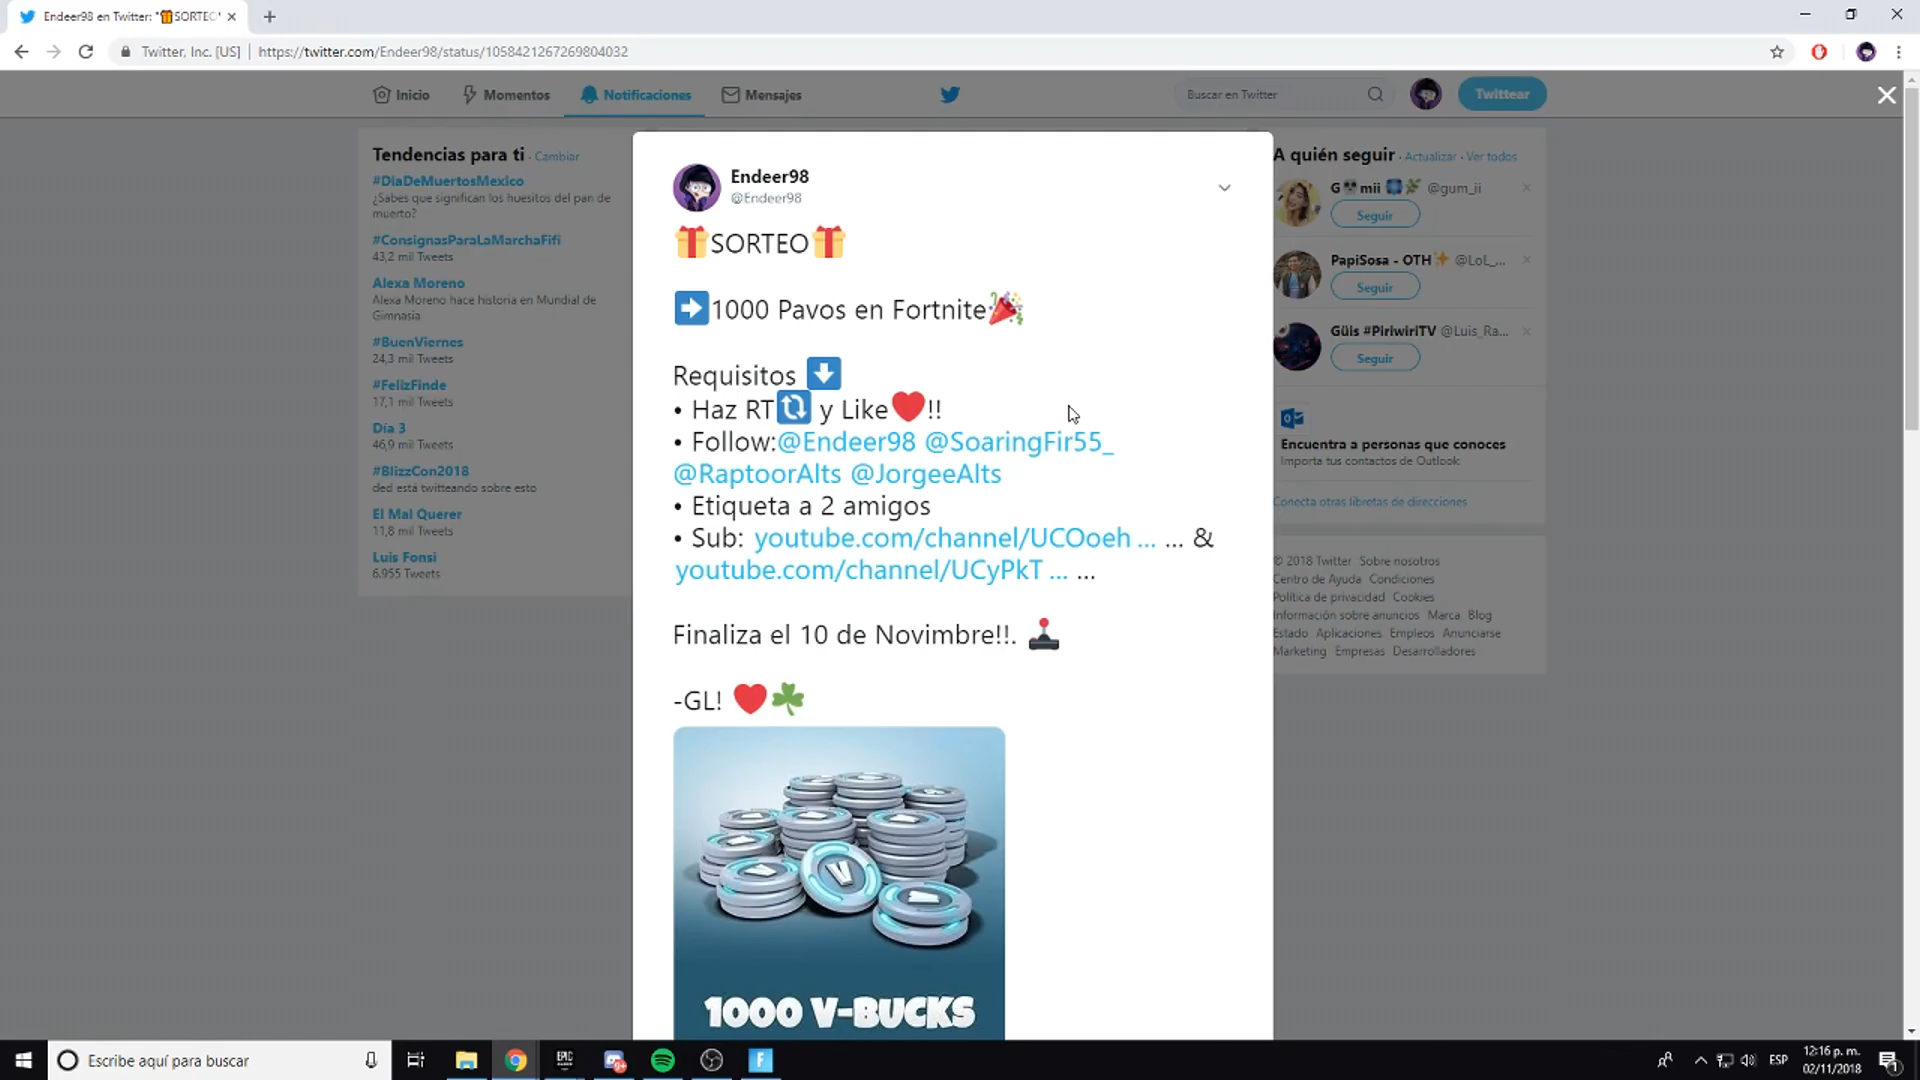 Endeer98 en Twitter: "🎁SORTEO"
Twitter, Inc. [US] | https://twitter.com/Endeer98/status/1058421267269804032
Inicio
Momentos
Notificaciones
Mensajes
Buscar en Twitter
Twittear
Tendencias para ti · Cambiar
#DiaDeMuertosMexico
¿Sabes que significan los huesitos del pan de
muerto?
#ConsignasParaLaMarchaFifi
43,2 mil Tweets
Alexa Moreno
Alexa Moreno hace historia en Mundial de
Gimnasia
#BuenViernes
24,3 mil Tweets
#FelizFinde
17,1 mil Tweets
Día 3
46,9 mil Tweets
#BlizzCon2018
ded está twitteando sobre esto
El Mal Querer
11,8 mil Tweets
Luis Fonsi
6.955 Tweets
Endeer98
@Endeer98
🎁SORTEO🎁
➡️1000 Pavos en Fortnite🎉
Requisitos ⬇️
• Haz RT🔃 y Like❤️!!
• Follow:@Endeer98 @SoaringFir55_
@RaptoorAlts @JorgeeAlts
• Etiqueta a 2 amigos
• Sub: youtube.com/channel/UCOoeh … ... &
youtube.com/channel/UCyPkT … ...
Finaliza el 10 de Novimbre!!. 🕹️
-GL! ❤️☘️
1000 V-BUCKS
A quién seguir · Actualizar · Ver todos
G💀mii @gum_ii
Seguir
PapiSosa - OTH✨ @LoL_...
Seguir
Güis #PiriwiriTV @Luis_Ra...
Seguir
Encuentra a personas que conoces
Importa tus contactos de Outlook
Conecta otras libretas de direcciones
© 2018 Twitter Sobre nosotros
Centro de Ayuda Condiciones
Política de privacidad Cookies
Información sobre anuncios Marca Blog
Estado Aplicaciones Empleos Anunciarse
Marketing Empresas Desarrolladores
Escribe aquí para buscar
EPIC
ESP
12:16 p. m.
02/11/2018